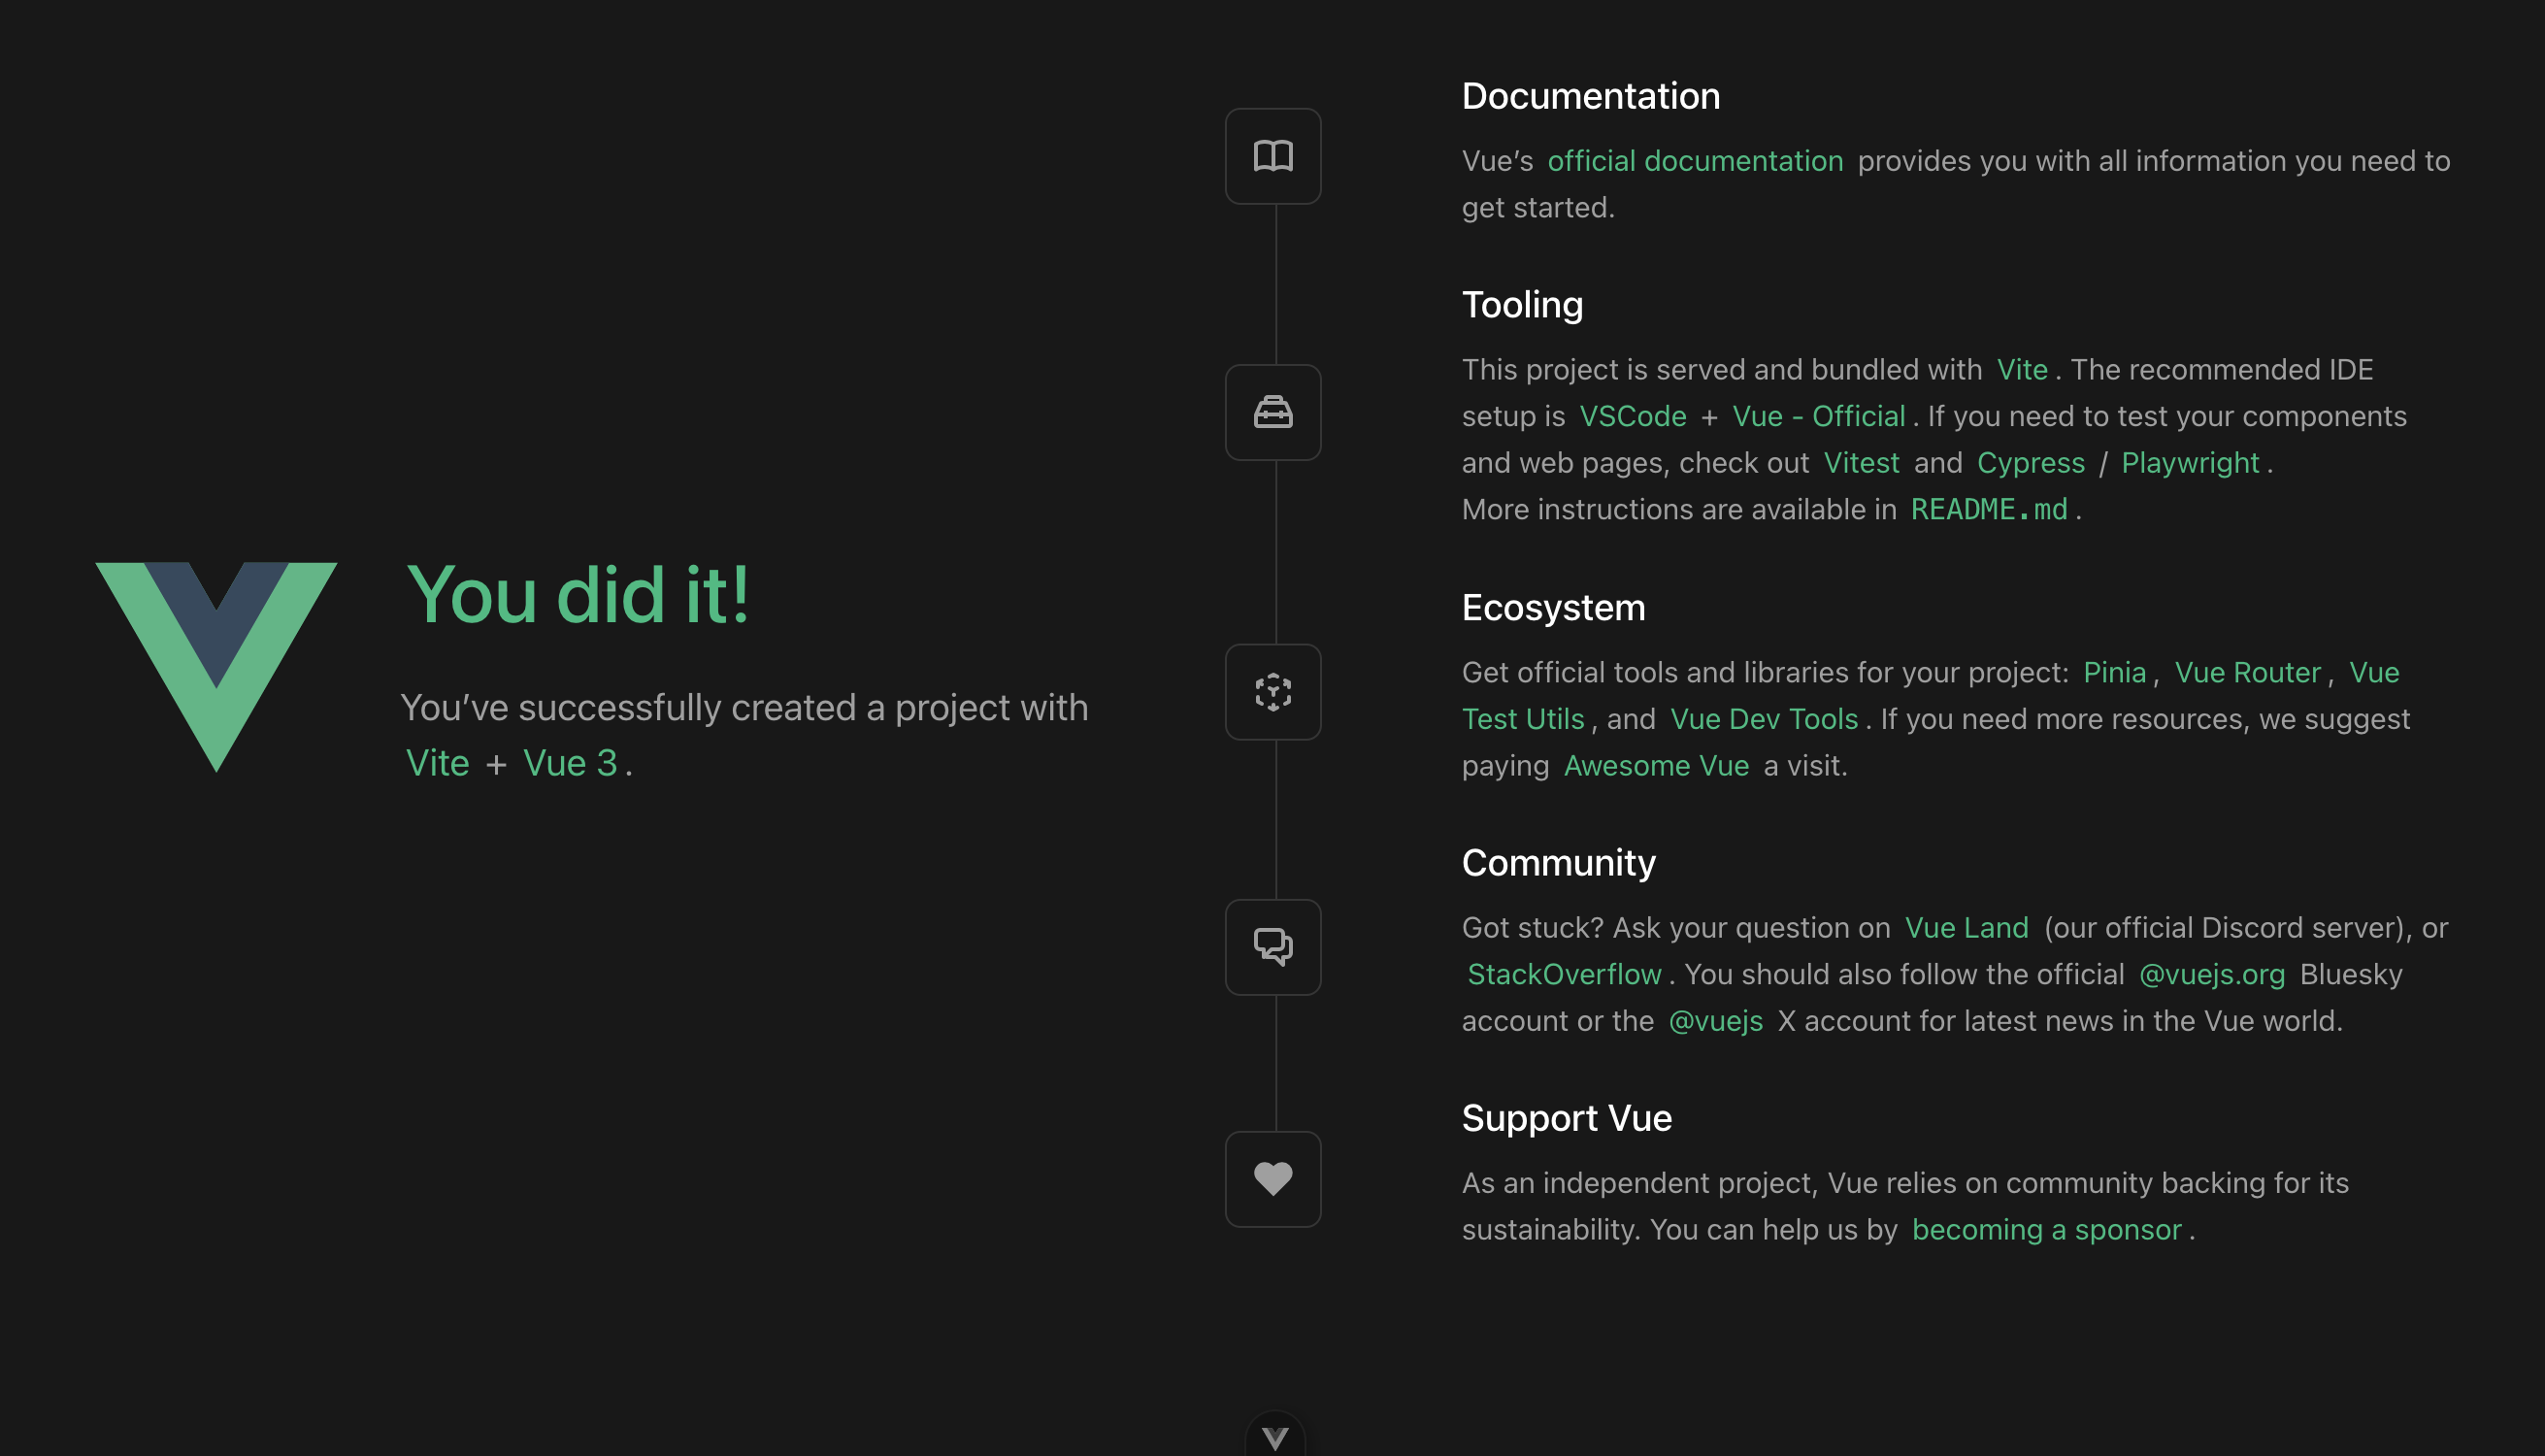 You did it!
You’ve successfully created a project with
Vite + Vue 3.
Documentation
Vue’s official documentation provides you with all information you need to
get started.
Tooling
This project is served and bundled with Vite. The recommended IDE
setup is VSCode + Vue - Official. If you need to test your components
and web pages, check out Vitest and Cypress / Playwright.
More instructions are available in README.md.
Ecosystem
Get official tools and libraries for your project: Pinia, Vue Router, Vue
Test Utils, and Vue Dev Tools. If you need more resources, we suggest
paying Awesome Vue a visit.
Community
Got stuck? Ask your question on Vue Land (our official Discord server), or
StackOverflow. You should also follow the official @vuejs.org Bluesky
account or the @vuejs X account for latest news in the Vue world.
Support Vue
As an independent project, Vue relies on community backing for its
sustainability. You can help us by becoming a sponsor.